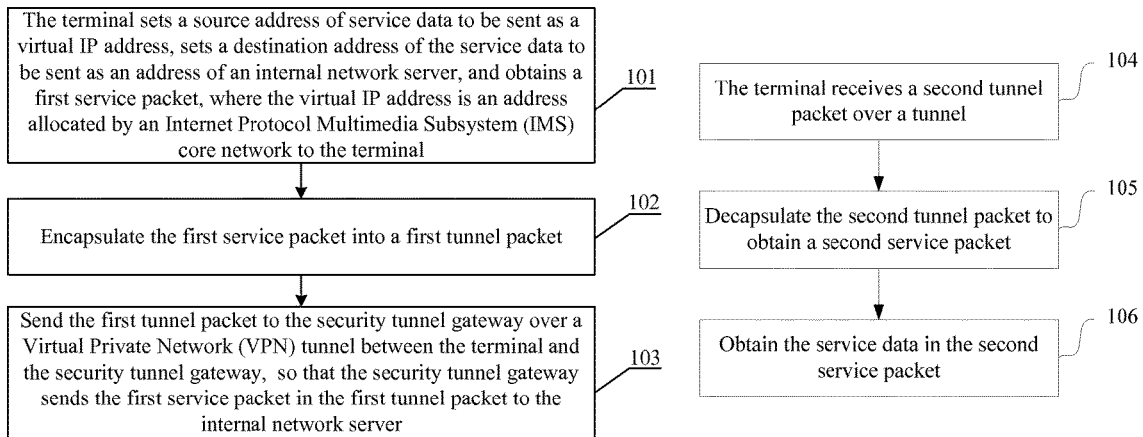 The terminal sets a source address of service data to be sent as a
virtual IP address, sets a destination address of the service data to
be sent as an address of an internal network server, and obtains a
first service packet, where the virtual IP address is an address
allocated by an Internet Protocol Multimedia Subsystem (IMS)
core network to the terminal
101
Encapsulate the first service packet into a first tunnel packet
102
Send the first tunnel packet to the security tunnel gateway over a
Virtual Private Network (VPN) tunnel between the terminal and
the security tunnel gateway, so that the security tunnel gateway
sends the first service packet in the first tunnel packet to the
internal network server
103
The terminal receives a second tunnel
packet over a tunnel
104
Decapsulate the second tunnel packet to
obtain a second service packet
105
Obtain the service data in the second
service packet
106